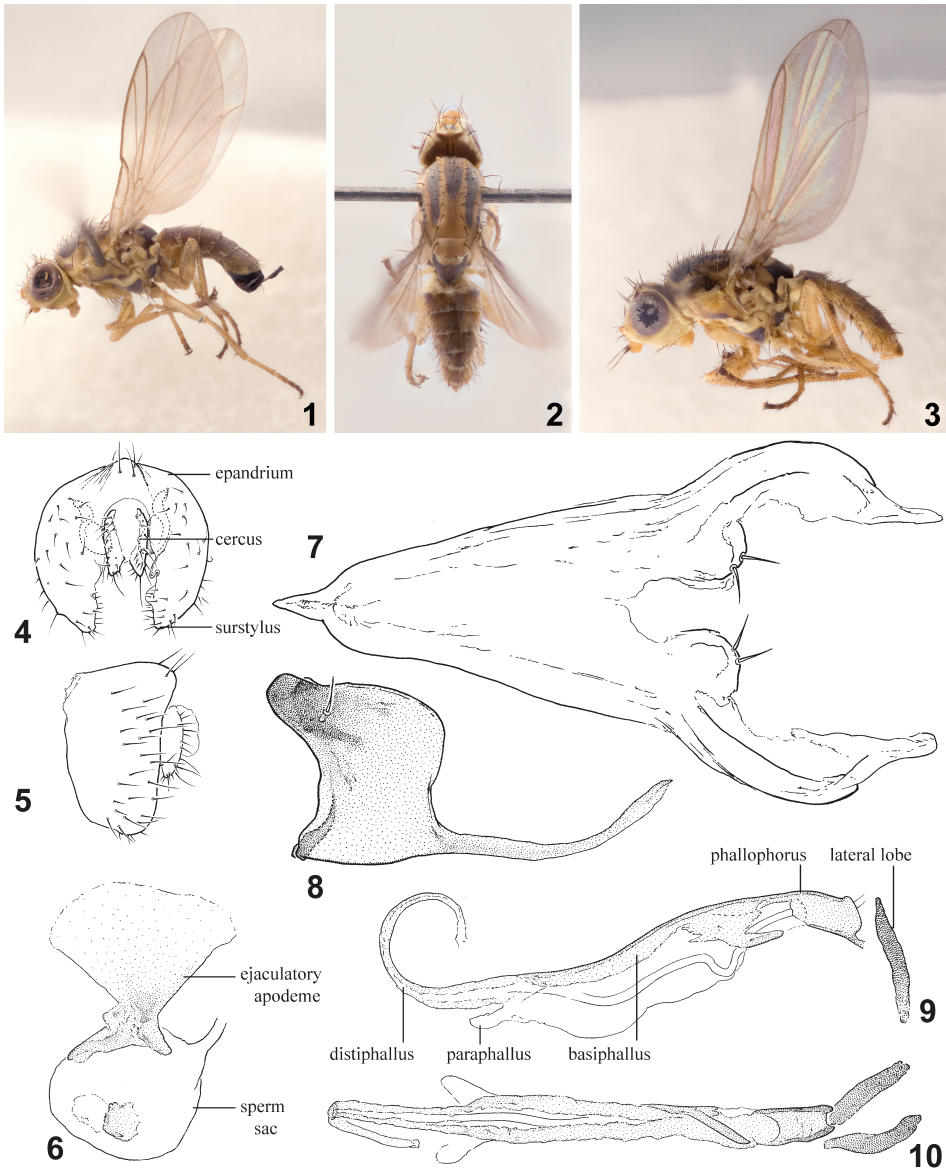 1
2
3
epandrium
cercus
surstylus
4
7
5
8
phallophorus
lateral lobe
ejaculatory
apodeme
9
distiphallus
paraphallus
basiphallus
sperm
sac
6
10